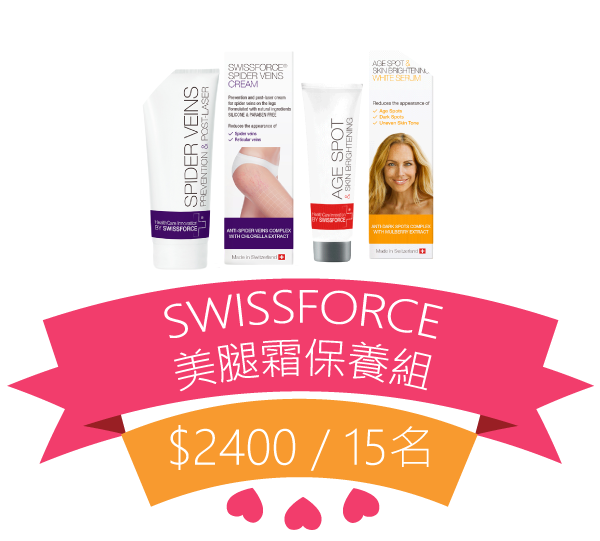 SPIDER VEINS
PREVENTION & POST-LASER
HealthCare Innovation
BY SWISSFORCE
SWISSFORCE®
SPIDER VEINS
CREAM
Prevention and post-laser cream
for spider veins on the legs
Formulated with natural ingredients
SILICONE & PARABEN FREE
Reduces the appearance of
✓ Spider veins
✓ Reticular veins
ANTI-SPIDER VEINS COMPLEX
WITH CHLORELLA EXTRACT
Made in Switzerland
AGE SPOT
& SKIN BRIGHTENING
HealthCare Innovation
BY SWISSFORCE
AGE SPOT &
SKIN BRIGHTENING
WHITE SERUM
Reduces the appearance of
✓ Age Spots
✓ Dark Spots
✓ Uneven Skin Tone
ANTI-DARK SPOTS COMPLEX
WITH MULBERRY EXTRACT
Made in Switzerland
SWISSFORCE
美腿霜保養組
$2400 / 15名